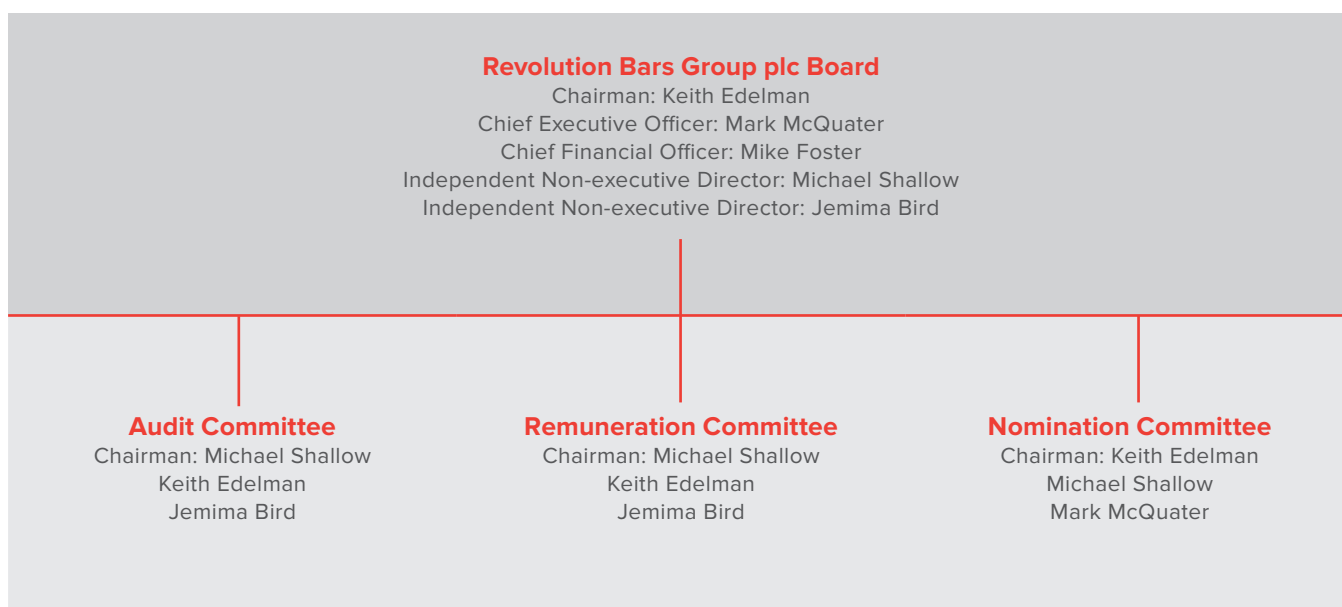 Revolution Bars Group plc Board
Chairman: Keith Edelman
Chief Executive Officer: Mark McQuater
Chief Financial Officer: Mike Foster
Independent Non-executive Director: Michael Shallow
Independent Non-executive Director: Jemima Bird
Audit Committee
Chairman: Michael Shallow
Keith Edelman
Jemima Bird
Remuneration Committee
Chairman: Michael Shallow
Keith Edelman
Jemima Bird
Nomination Committee
Chairman: Keith Edelman
Michael Shallow
Mark McQuater